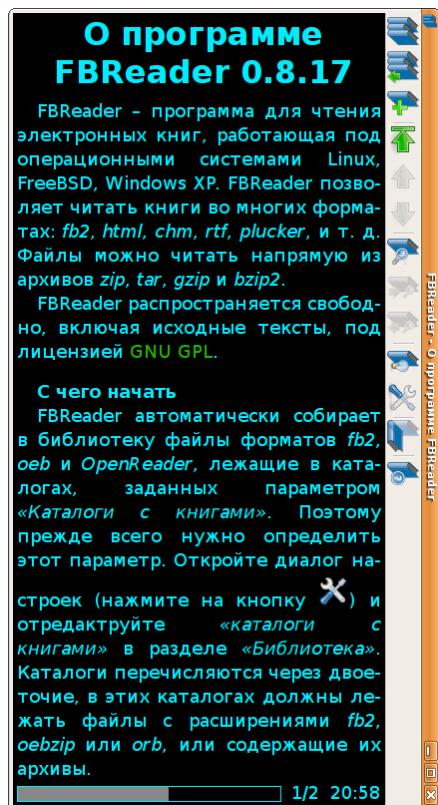 О программе
FBReader 0.8.17
FBReader – программа для чтения
электронных книг, работающая под
операционными системами Linux,
FreeBSD, Windows XP. FBReader позво-
ляет читать книги во многих форма-
тах: fb2, html, chm, rtf, plucker, и т. д.
Файлы можно читать напрямую из
архивов zip, tar, gzip и bzip2.
FBReader распространяется свобод-
но, включая исходные тексты, под
лицензией GNU GPL.
С чего начать
FBReader автоматически собирает
в библиотеку файлы форматов fb2,
oeb и OpenReader, лежащие в ката-
логах, заданных параметром
«Каталоги с книгами». Поэтому
прежде всего нужно определить
этот параметр. Откройте диалог на-
строек (нажмите на кнопку ) и
отредактруйте «каталоги с
книгами» в разделе «Библиотека».
Каталоги перечисляются через двое-
точие, в этих каталогах должны ле-
жать файлы с расширениями fb2,
oebzip или orb, или содержащие их
архивы.
1/2 20:58
FBReader - О программе FBReader